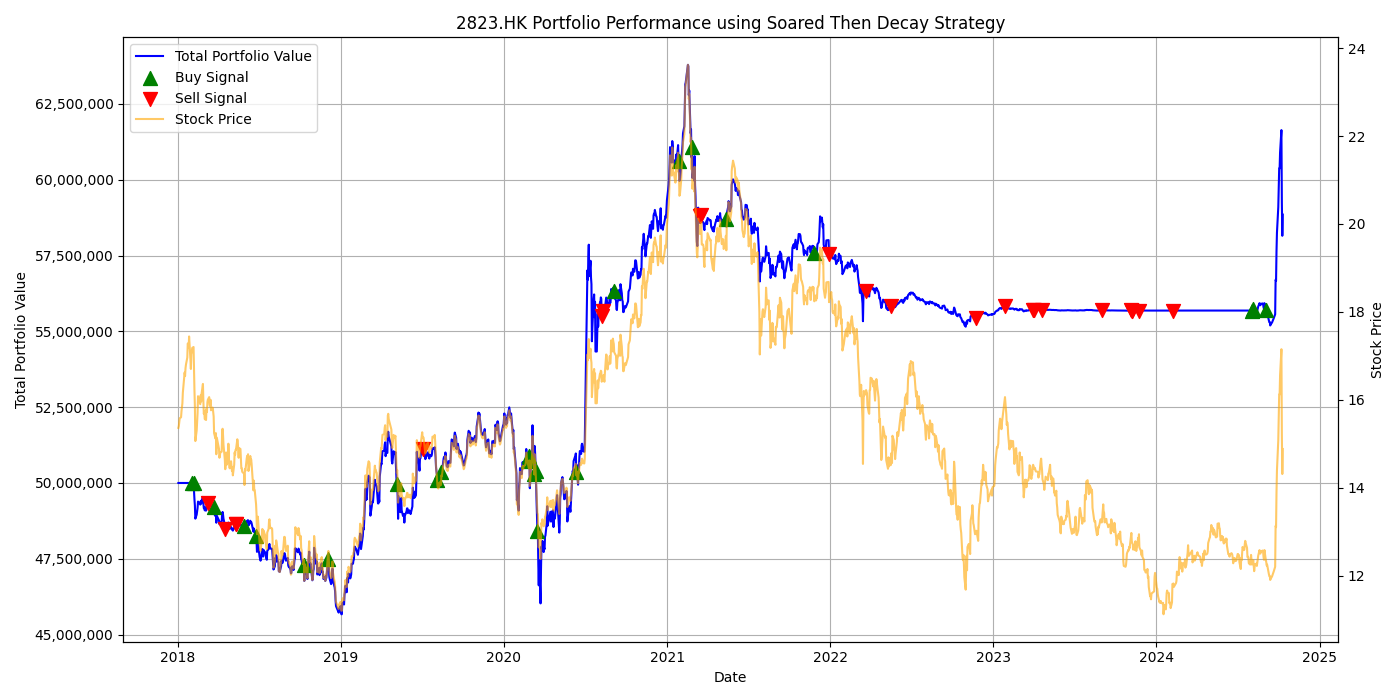 2823.HK Portfolio Performance using Soared Then Decay Strategy
Total Portfolio Value
Buy Signal
Sell Signal
Stock Price
62,500,000
60,000,000
57,500,000
55,000,000
52,500,000
50,000,000
47,500,000
45,000,000
Total Portfolio Value
24
22
20
18
16
14
12
Stock Price
2018
2019
2020
2021
2022
2023
2024
2025
Date